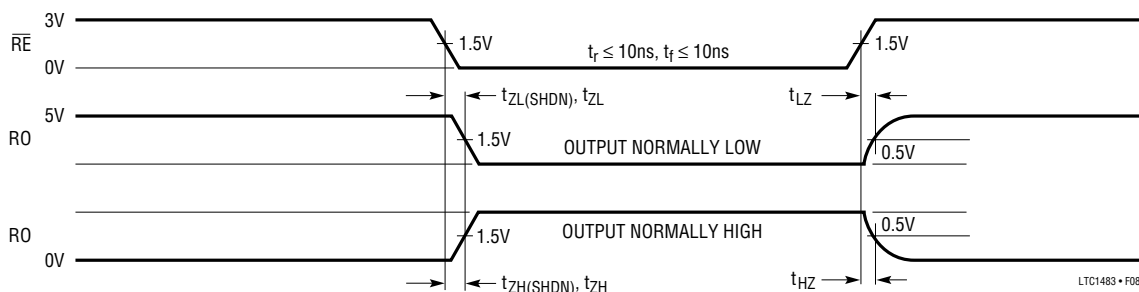 3V
RE
1.5V
tr ≤ 10ns, tf ≤ 10ns
1.5V
0V
tZL(SHDN), tZL
tLZ
5V
RO
1.5V
OUTPUT NORMALLY LOW
0.5V
RO
1.5V
OUTPUT NORMALLY HIGH
0.5V
0V
tZH(SHDN), tZH
tHZ
LTC1483 • F08